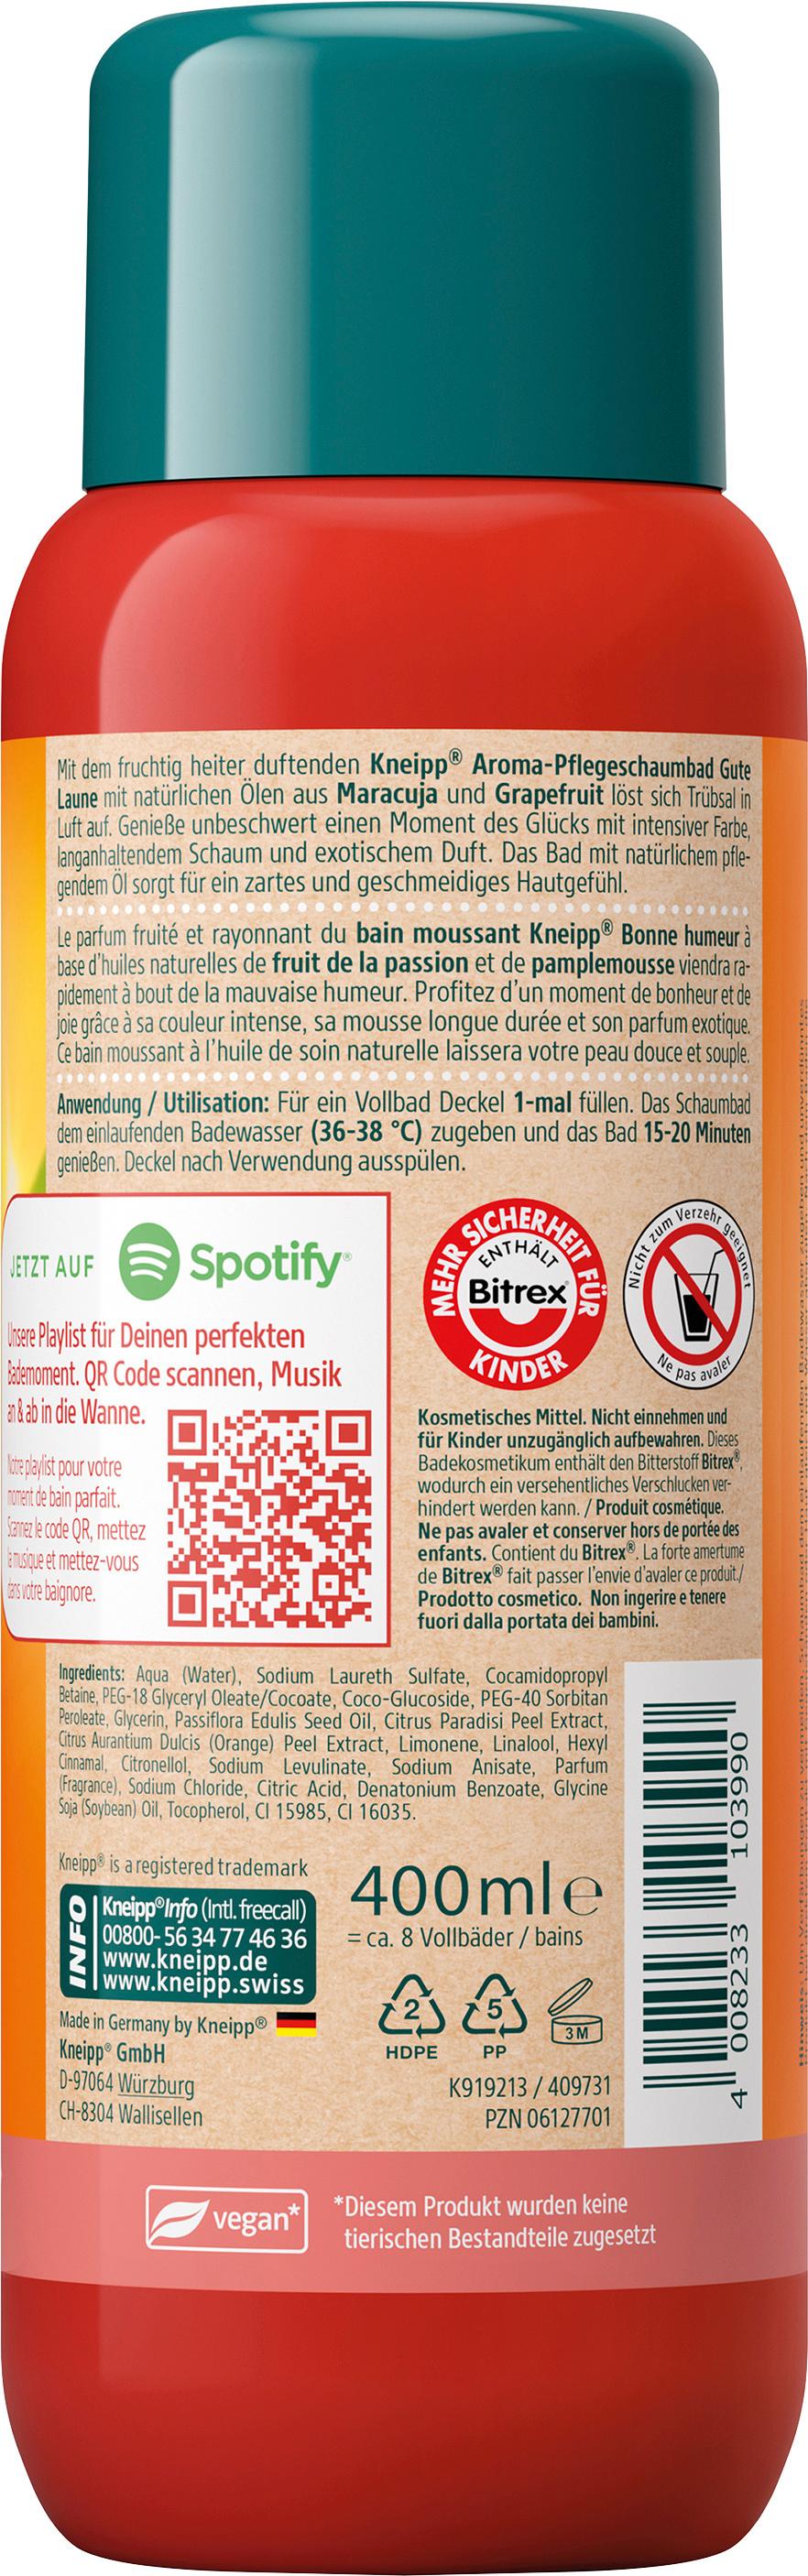 Mit dem fruchtig heiter duftenden Kneipp® Aroma-Pflegeschaumbad Gute
Laune mit natürlichen Ölen aus Maracuja und Grapefruit löst sich Trübsal in
Luft auf. Genieße unbeschwert einen Moment des Glücks mit intensiver Farbe,
langanhaltendem Schaum und exotischem Duft. Das Bad mit natürlichem pfle-
gendem Öl sorgt für ein zartes und geschmeidiges Hautgefühl.
Le parfum fruité et rayonnant du bain moussant Kneipp® Bonne humeur à
base d'huiles naturelles de fruit de la passion et de pamplemousse viendra ra-
pidement à bout de la mauvaise humeur. Profitez d'un moment de bonheur et de
joie grâce à sa couleur intense, sa mousse longue durée et son parfum exotique.
Ce bain moussant à l'huile de soin naturelle laissera votre peau douce et souple.
Anwendung / Utilisation: Für ein Vollbad Deckel 1-mal füllen. Das Schaumbad
dem einlaufenden Badewasser (36-38 °C) zugeben und das Bad 15-20 Minuten
genießen. Deckel nach Verwendung ausspülen.
JETZT AUF Spotify®
Unsere Playlist für Deinen perfekten
Bademoment. QR Code scannen, Musik
an & ab in die Wanne.
Notre playlist pour votre
moment de bain parfait.
Scannez le code QR, mettez
la musique et mettez-vous
dans votre baignore.
MEHR SICHERHEIT FÜR
ENTHÄLT
Bitrex®
KINDER
Nicht zum Verzehr geeignet
Ne pas avaler
Kosmetisches Mittel. Nicht einnehmen und
für Kinder unzugänglich aufbewahren. Dieses
Badekosmetikum enthält den Bitterstoff Bitrex®,
wodurch ein versehentliches Verschlucken ver-
hindert werden kann. / Produit cosmétique.
Ne pas avaler et conserver hors de portée des
enfants. Contient du Bitrex®. La forte amertume
de Bitrex® fait passer l'envie d'avaler ce produit./
Prodotto cosmetico. Non ingerire e tenere
fuori dalla portata dei bambini.
Ingredients: Aqua (Water), Sodium Laureth Sulfate, Cocamidopropyl
Betaine, PEG-18 Glyceryl Oleate/Cocoate, Coco-Glucoside, PEG-40 Sorbitan
Peroleate, Glycerin, Passiflora Edulis Seed Oil, Citrus Paradisi Peel Extract,
Citrus Aurantium Dulcis (Orange) Peel Extract, Limonene, Linalool, Hexyl
Cinnamal, Citronellol, Sodium Levulinate, Sodium Anisate, Parfum
(Fragrance), Sodium Chloride, Citric Acid, Denatonium Benzoate, Glycine
Soja (Soybean) Oil, Tocopherol, CI 15985, CI 16035.
Kneipp® is a registered trademark
INFO
Kneipp®Info (Intl. freecall)
00800- 56 34 77 46 36
www.kneipp.de
www.kneipp.swiss
Made in Germany by Kneipp®
Kneipp® GmbH
D-97064 Würzburg
CH-8304 Wallisellen
400 ml e
= ca. 8 Vollbäder / bains
2
HDPE
5
PP
3 M
K919213 / 409731
PZN 06127701
4 008233 103990
vegan*
*Diesem Produkt wurden keine
tierischen Bestandteile zugesetzt